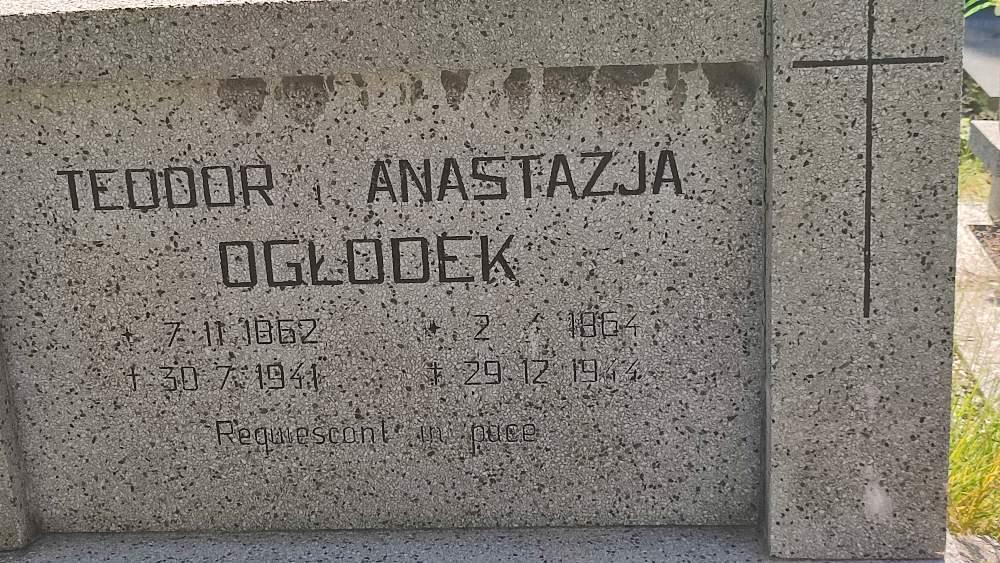 TEODOR i ANASTAZJA
OGŁODEK
* 7 11 1862 * 2 1864
† 30 7 1941 † 29 12 1944
Requiescant in pace